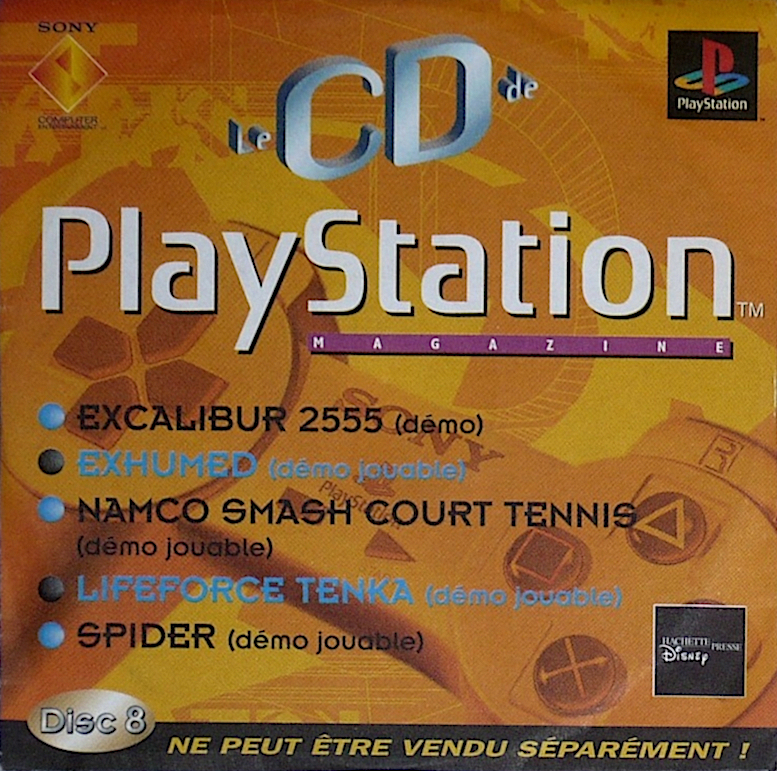 SONY
COMPUTER
ENTERTAINMENT
Le CD de
PlayStation
PlayStation TM
MAGAZINE
EXCALIBUR 2555 (démo)
EXHUMED (démo jouable)
SONY
PlayStation
NAMCO SMASH COURT TENNIS
(démo jouable)
LIFEFORCE TENKA (démo jouable)
SPIDER (démo jouable)
HACHETTE PRESSE
Disney
Disc 8
NE PEUT ÊTRE VENDU SÉPARÉMENT !